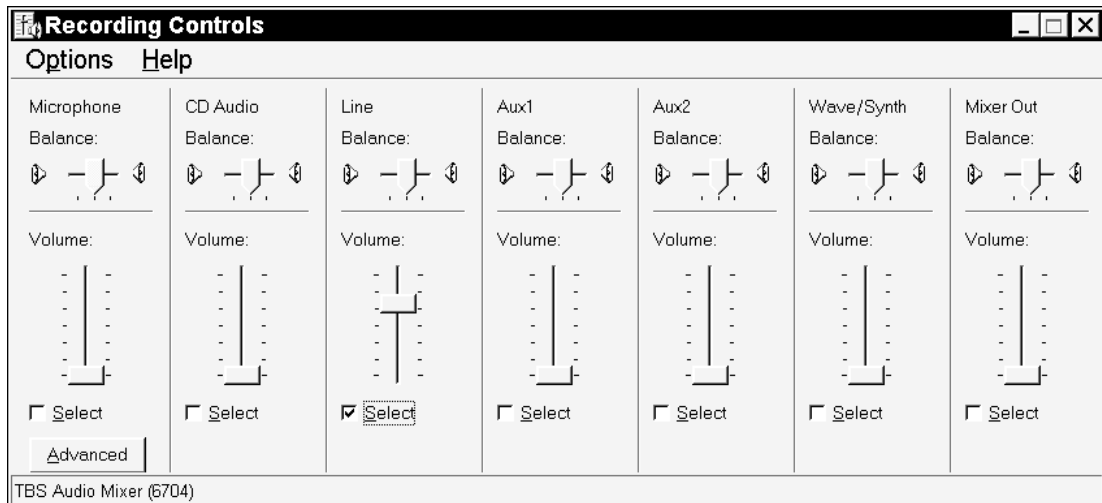 Recording Controls
Options Help
Microphone CD Audio Line Aux1 Aux2 Wave/Synth Mixer Out
Balance: Balance: Balance: Balance: Balance: Balance: Balance:
Volume: Volume: Volume: Volume: Volume: Volume: Volume:
Select Select Select Select Select Select Select
Advanced
TBS Audio Mixer (6704)